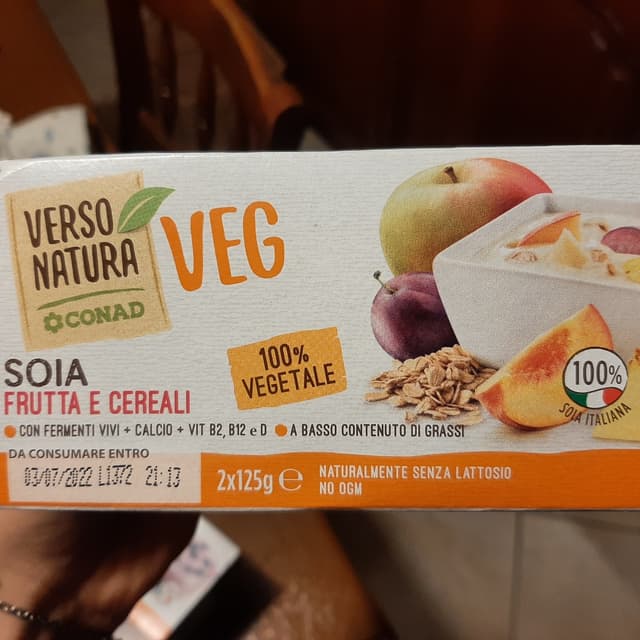 VERSO
NATURA
CONAD
VEG
SOIA
FRUTTA E CEREALI
100%
VEGETALE
CON FERMENTI VIVI + CALCIO + VIT B2, B12 e D
A BASSO CONTENUTO DI GRASSI
100%
SOIA ITALIANA
DA CONSUMARE ENTRO
03/07/2022 L1372 21:13
2x125g ℮
NATURALMENTE SENZA LATTOSIO
NO OGM